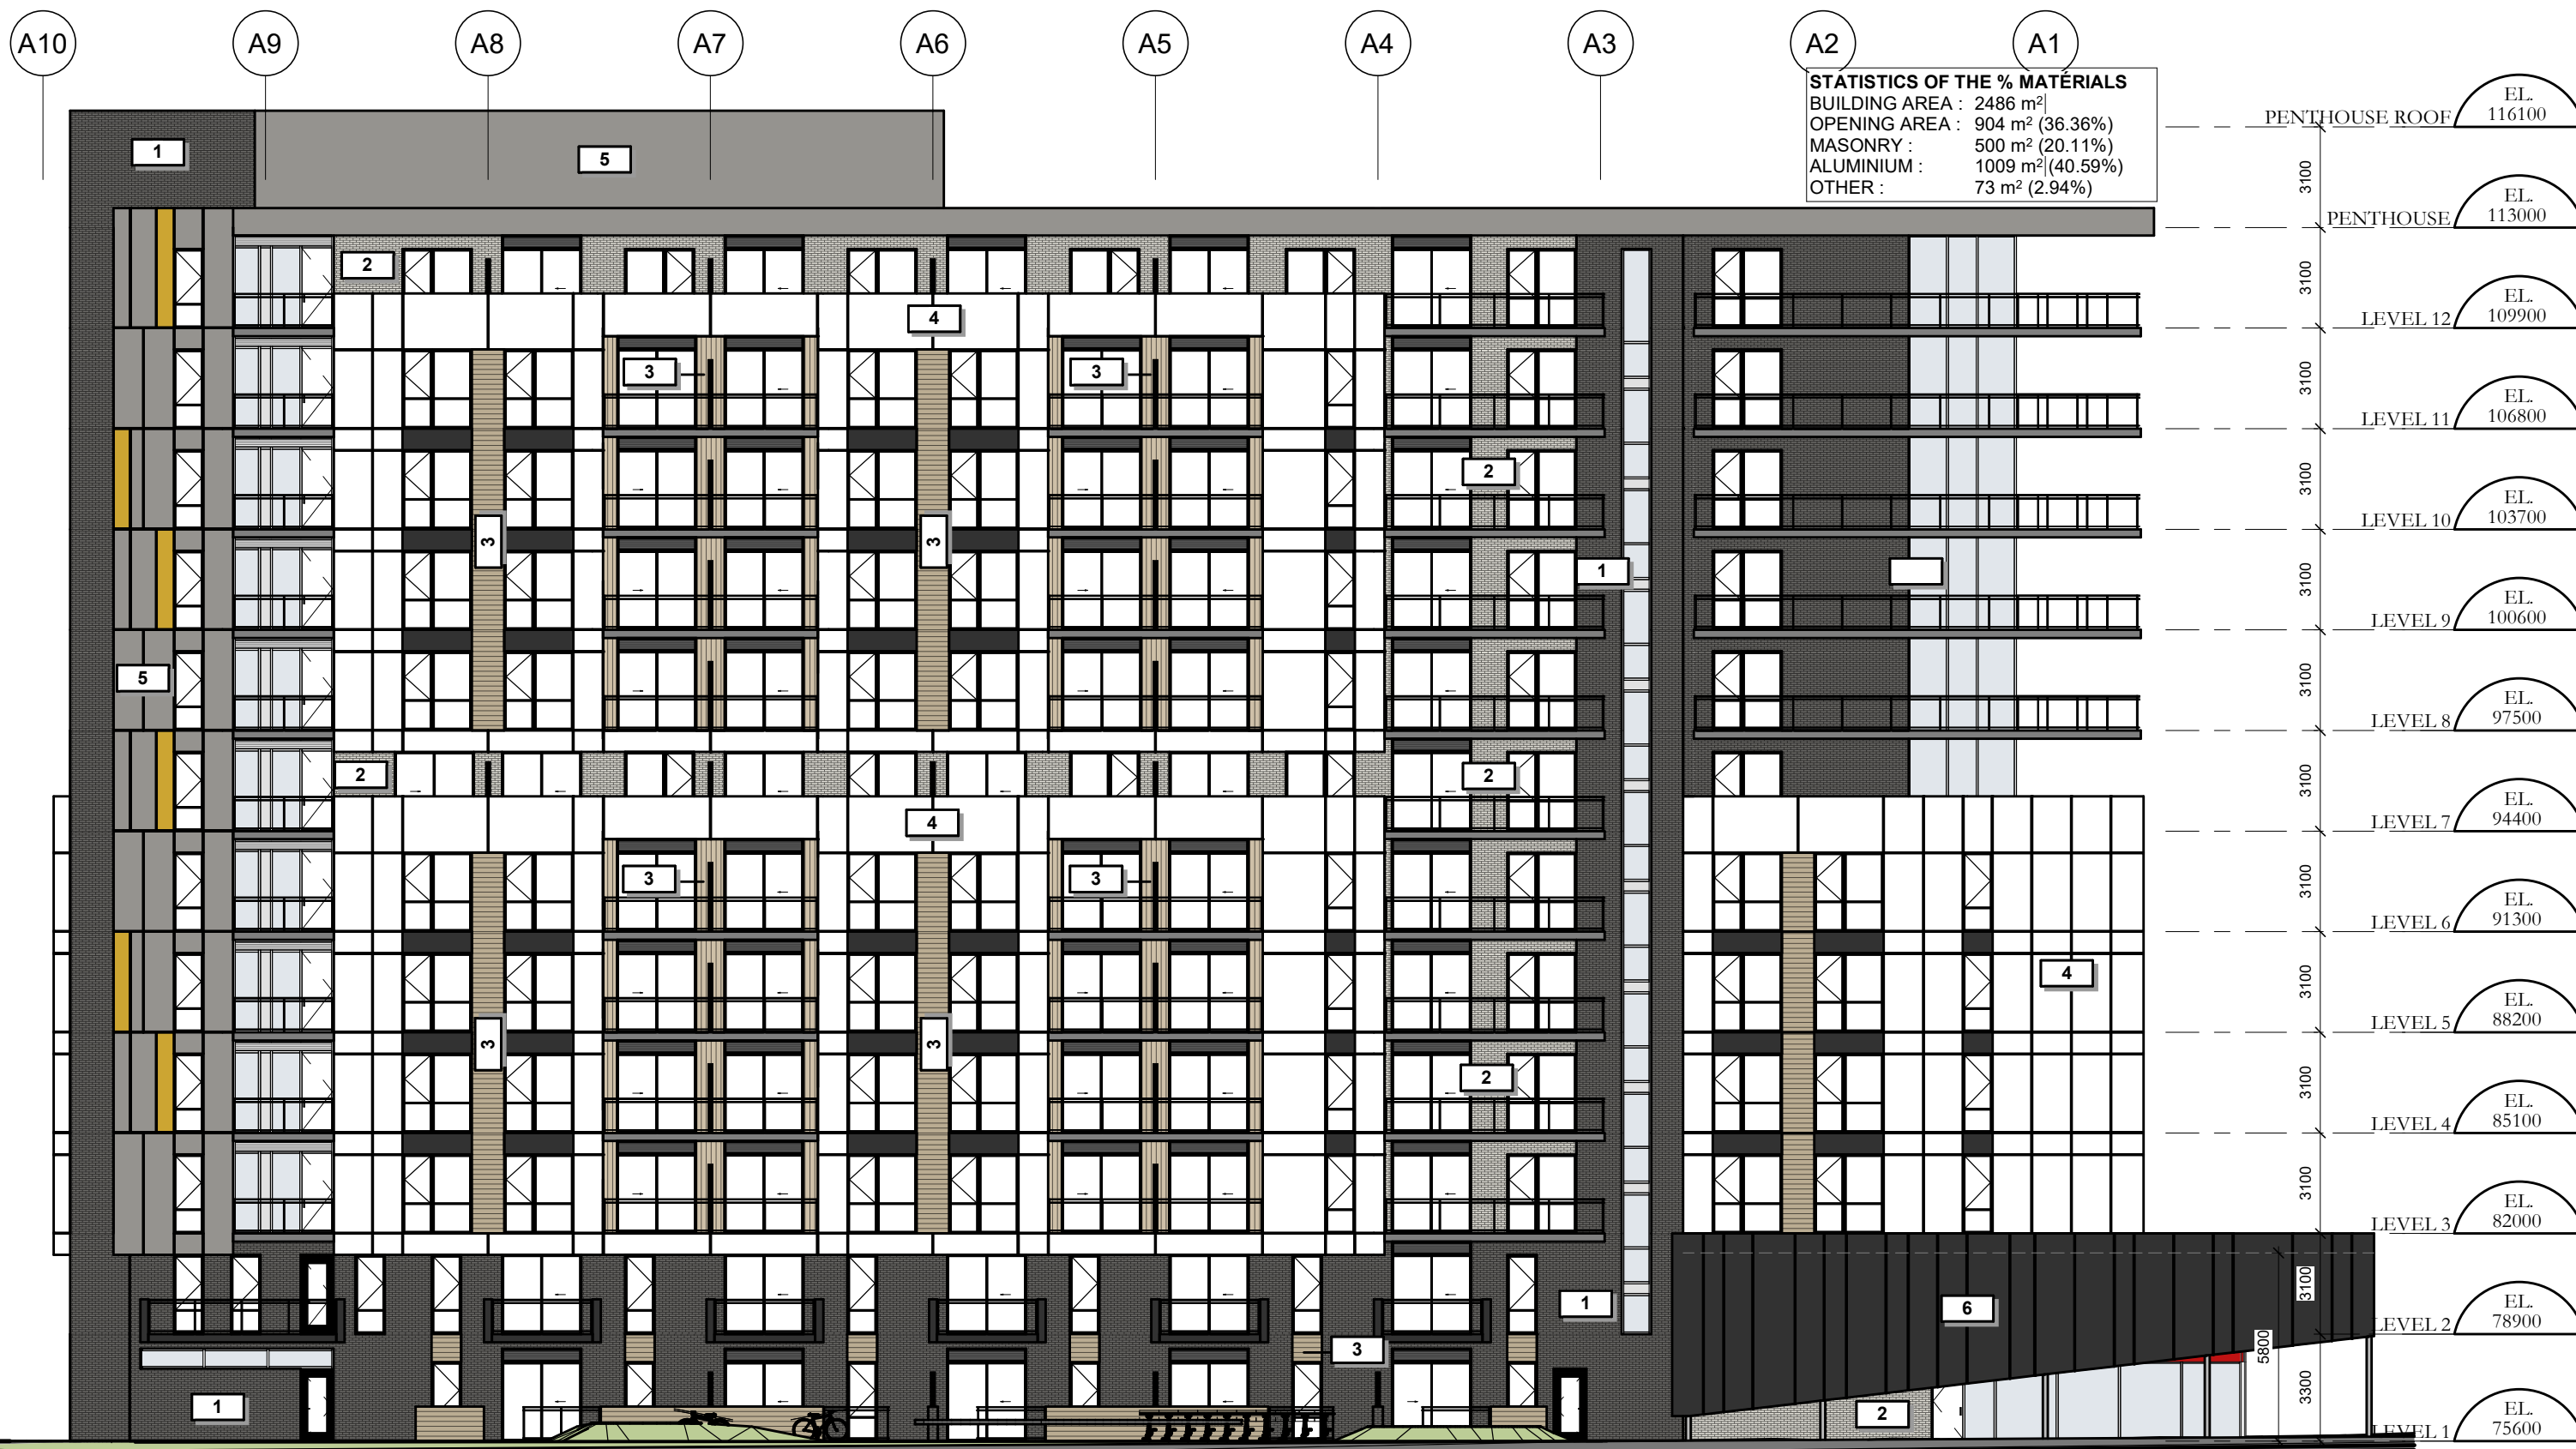 A10 A9 A8 A7 A6 A5 A4 A3 A2 A1
STATISTICS OF THE % MATÉRIALS
BUILDING AREA : 2486 m²
OPENING AREA : 904 m² (36.36%)
MASONRY : 500 m² (20.11%)
ALUMINIUM : 1009 m² (40.59%)
OTHER : 73 m² (2.94%)
PENTHOUSE ROOF EL. 116100
3100
PENTHOUSE EL. 113000
3100
LEVEL 12 EL. 109900
3100
LEVEL 11 EL. 106800
3100
LEVEL 10 EL. 103700
3100
LEVEL 9 EL. 100600
3100
LEVEL 8 EL. 97500
3100
LEVEL 7 EL. 94400
3100
LEVEL 6 EL. 91300
3100
LEVEL 5 EL. 88200
3100
LEVEL 4 EL. 85100
3100
LEVEL 3 EL. 82000
3100
LEVEL 2 EL. 78900
5800
3300
LEVEL 1 EL. 75600
1 5
2
4
3 3
2
3 3
1
5
2 2
4
3 3
4
3 3
2
1 6
3
1 2